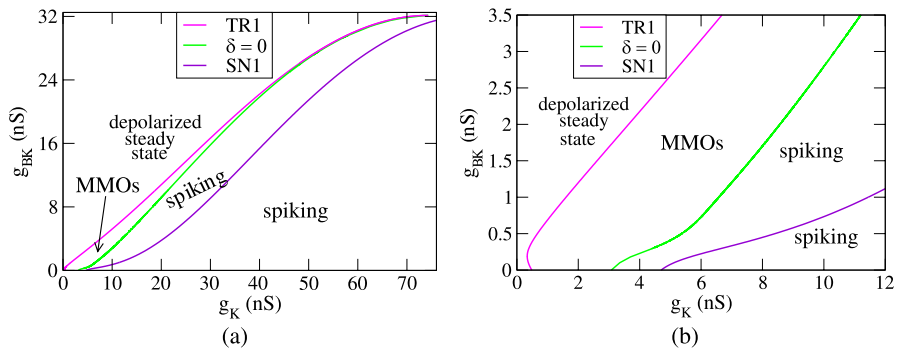 32
24
16
8
0
g_BK (nS)
TR1
δ = 0
SN1
depolarized
steady
state
MMOs
spiking
spiking
0
10
20
30
40
50
60
70
g_K (nS)
(a)
3.5
3
2.5
2
1.5
1
0.5
0
g_BK (nS)
TR1
δ = 0
SN1
depolarized
steady
state
MMOs
spiking
spiking
0
2
4
6
8
10
12
g_K (nS)
(b)